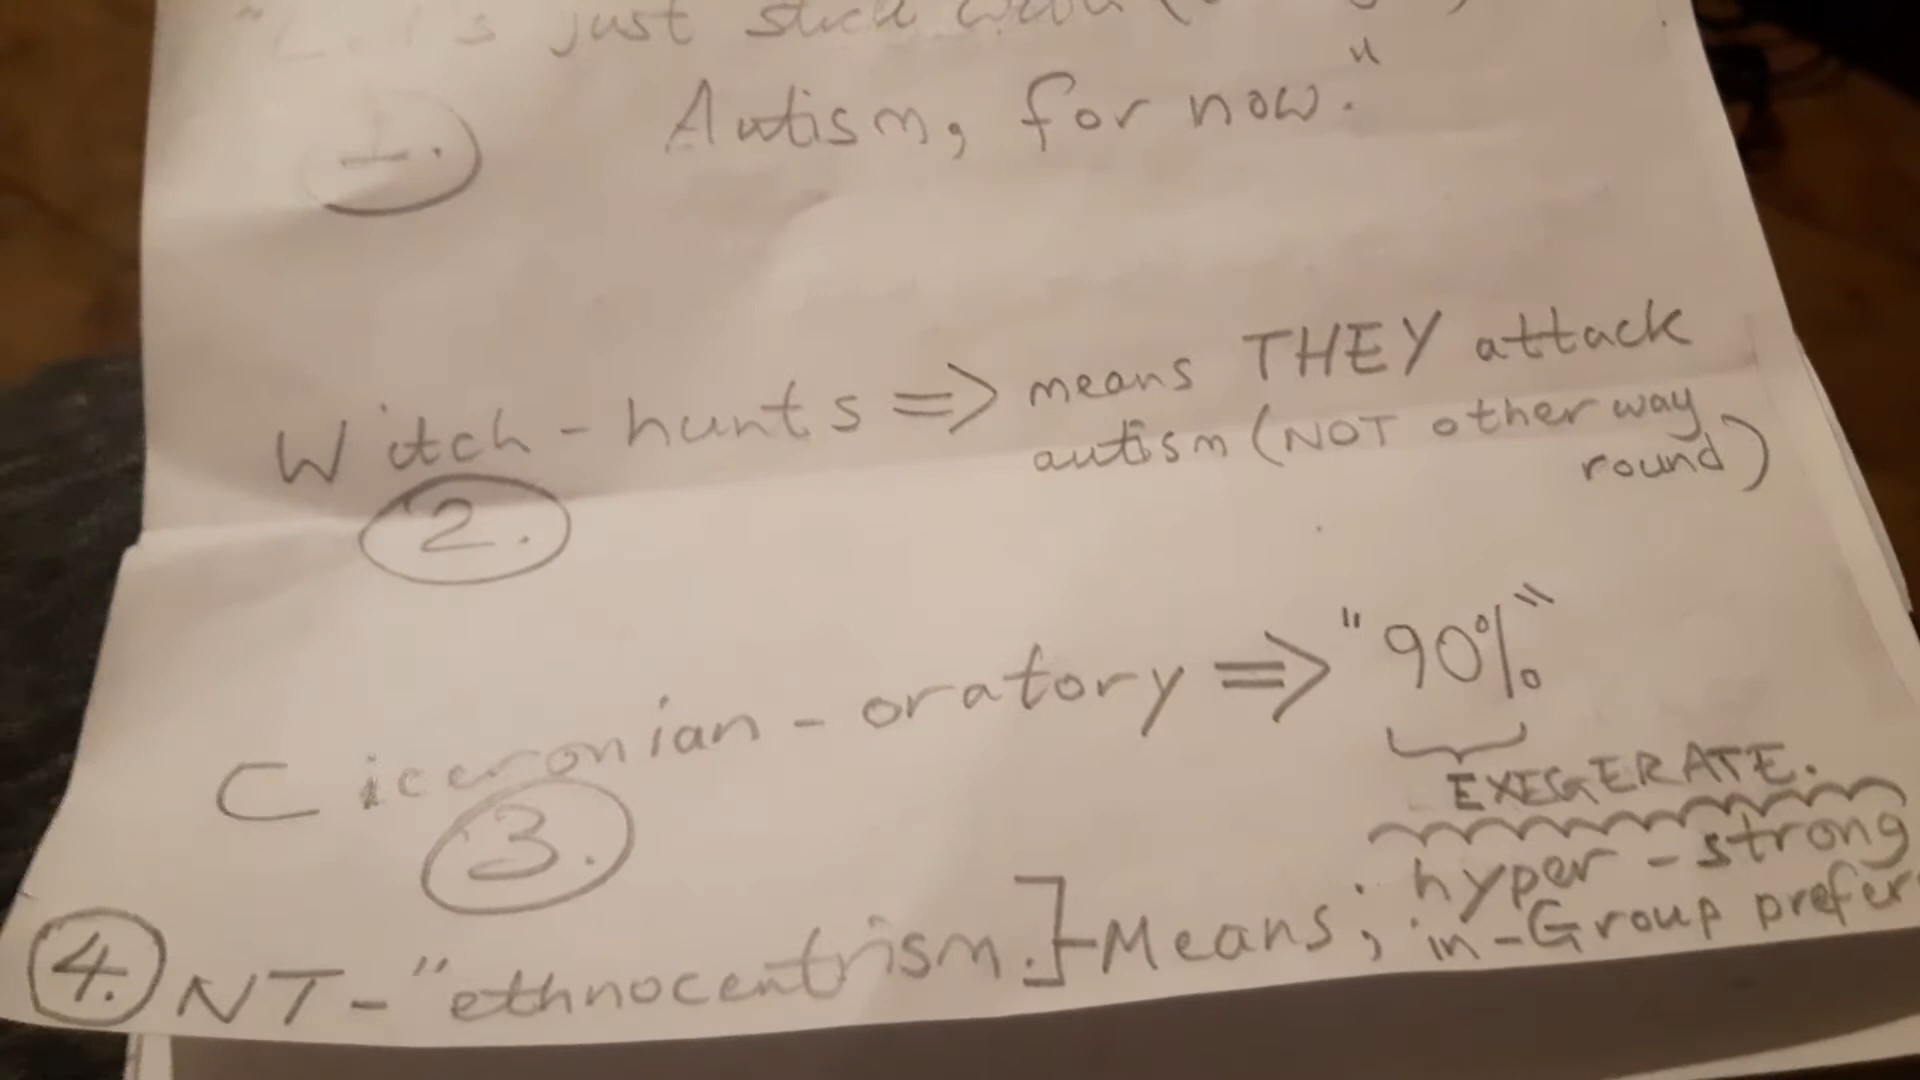 "Let's just stick with (
Autism, for now."
1.
Witch-hunts => means THEY attack
autism (NOT other way
round)
2.
Ciceronian-oratory => "90%"
EXEGERATE.
3.
hyper-strong
4. NT-"ethnocentrism.]-Means; in-Group prefer